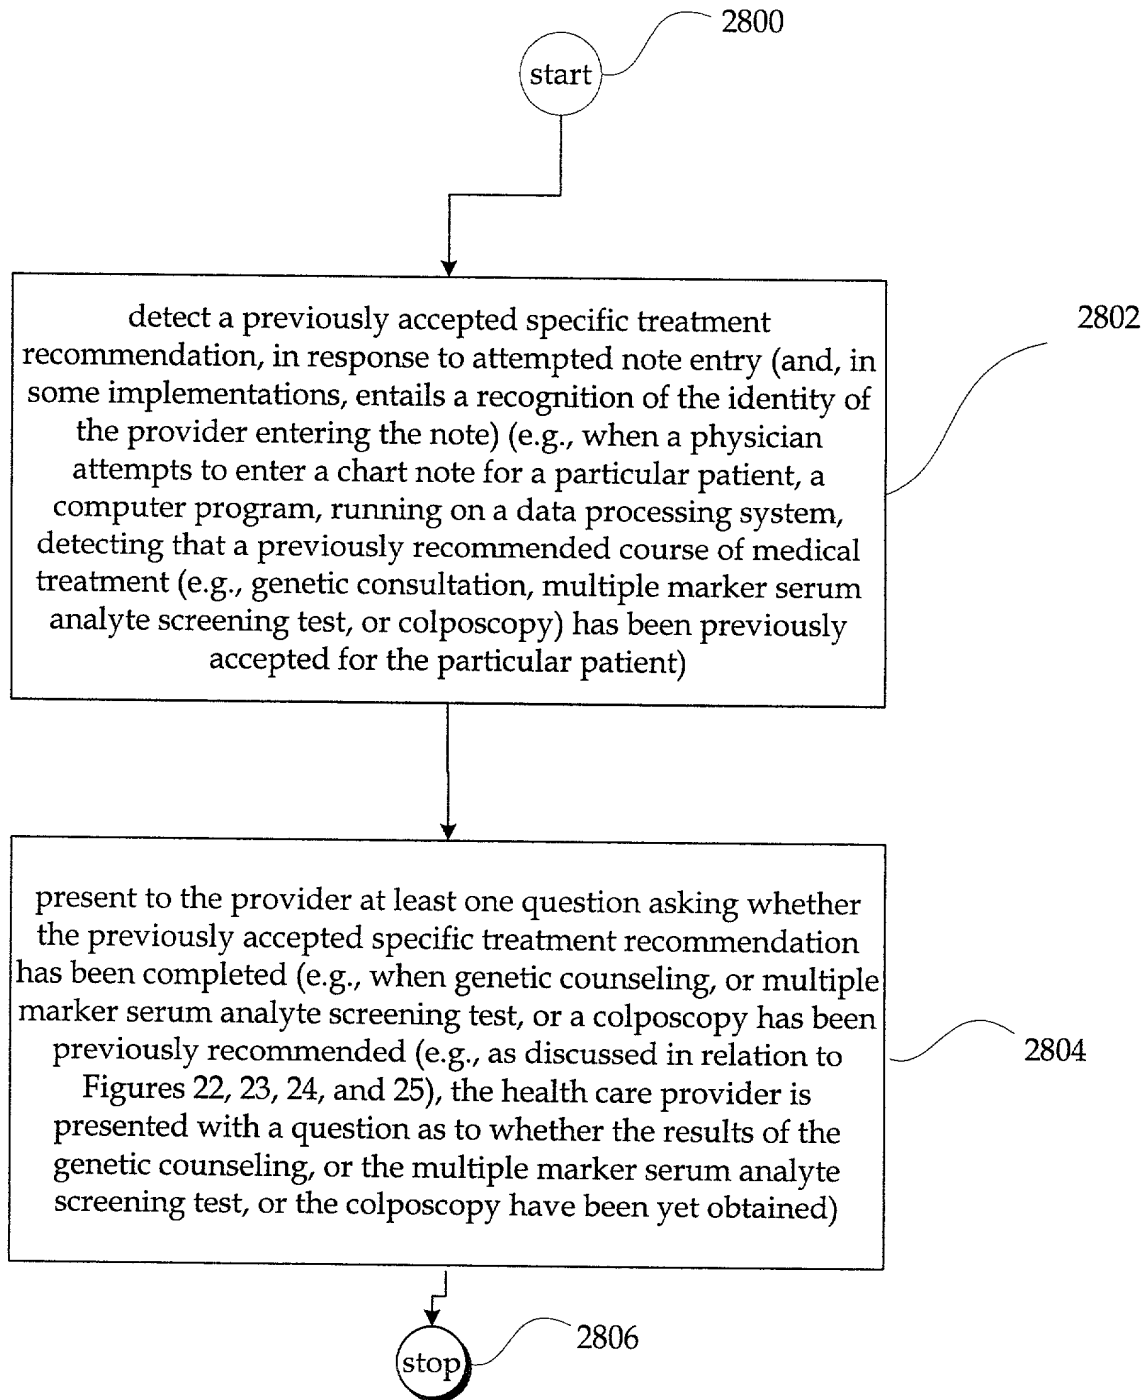 2800
start
2802
detect a previously accepted specific treatment
recommendation, in response to attempted note entry (and, in
some implementations, entails a recognition of the identity of
the provider entering the note) (e.g., when a physician
attempts to enter a chart note for a particular patient, a
computer program, running on a data processing system,
detecting that a previously recommended course of medical
treatment (e.g., genetic consultation, multiple marker serum
analyte screening test, or colposcopy) has been previously
accepted for the particular patient)
present to the provider at least one question asking whether
the previously accepted specific treatment recommendation
has been completed (e.g., when genetic counseling, or multiple
marker serum analyte screening test, or a colposcopy has been
previously recommended (e.g., as discussed in relation to
Figures 22, 23, 24, and 25), the health care provider is
presented with a question as to whether the results of the
genetic counseling, or the multiple marker serum analyte
screening test, or the colposcopy have been yet obtained)
2804
2806
stop